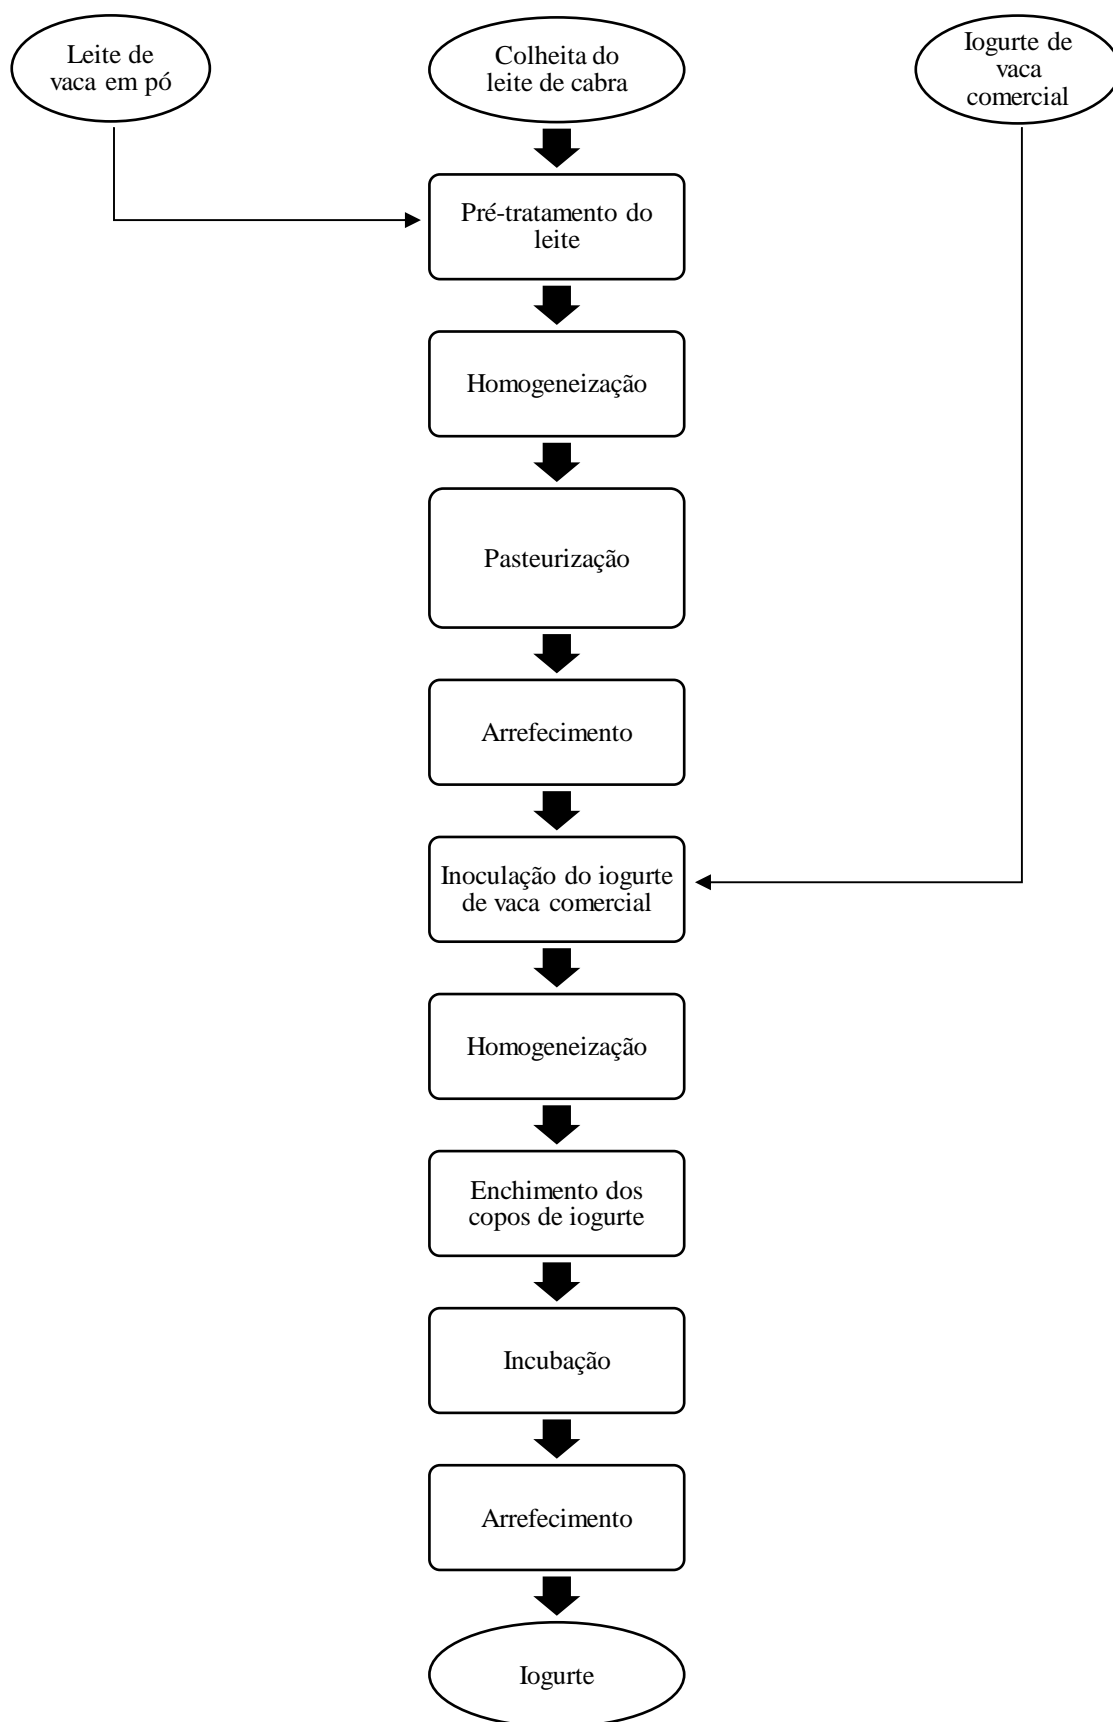 Leite de
vaca em pó
Colheita do
leite de cabra
Iogurte de
vaca
comercial
Pré-tratamento do
leite
Homogeneização
Pasteurização
Arrefecimento
Inoculação do iogurte
de vaca comercial
Homogeneização
Enchimento dos
copos de iogurte
Incubação
Arrefecimento
Iogurte